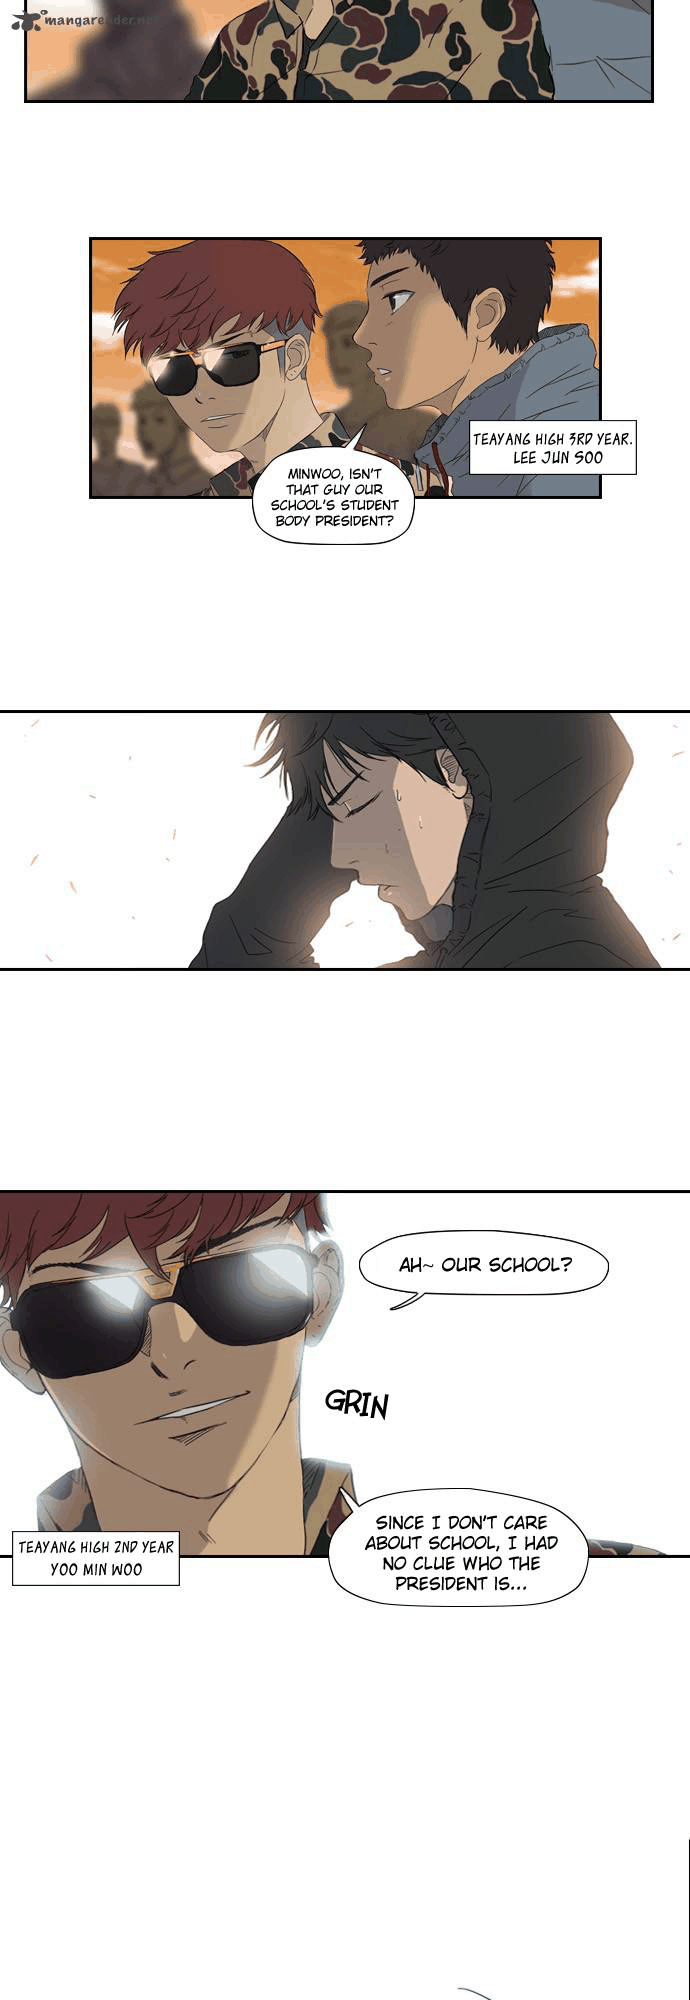 mangareader.net
TEAYANG HIGH 3RD YEAR.
LEE JUN SOO
MINWOO, ISN'T
THAT GUY OUR
SCHOOL'S STUDENT
BODY PRESIDENT?
AH~ OUR SCHOOL?
GRIN
SINCE I DON'T CARE
ABOUT SCHOOL, I HAD
NO CLUE WHO THE
PRESIDENT IS...
TEAYANG HIGH 2ND YEAR
YOO MIN WOO